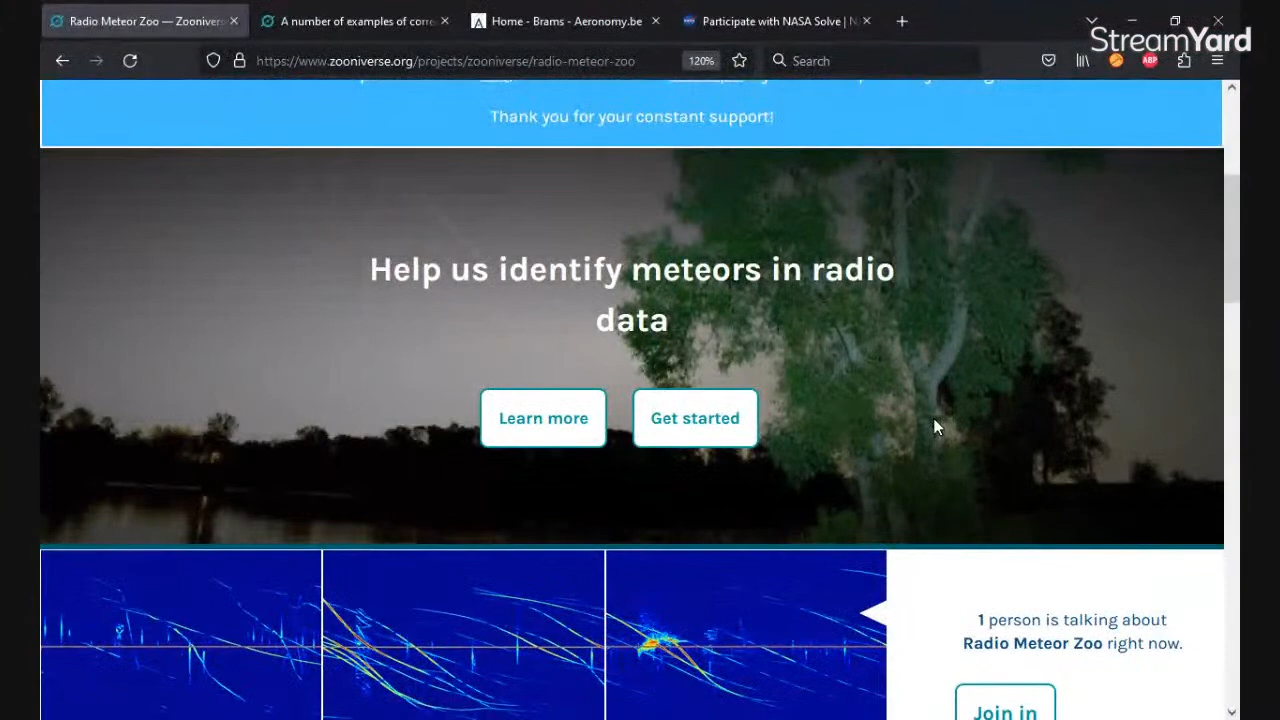 Radio Meteor Zoo — Zoonivers
A number of examples of corre
Home - Brams - Aeronomy.be
Participate with NASA Solve | N
StreamYard
https://www.zooniverse.org/projects/zooniverse/radio-meteor-zoo
120%
Search
ABP
Thank you for your constant support!
Help us identify meteors in radio
data
Learn more
Get started
1 person is talking about
Radio Meteor Zoo right now.
Join in